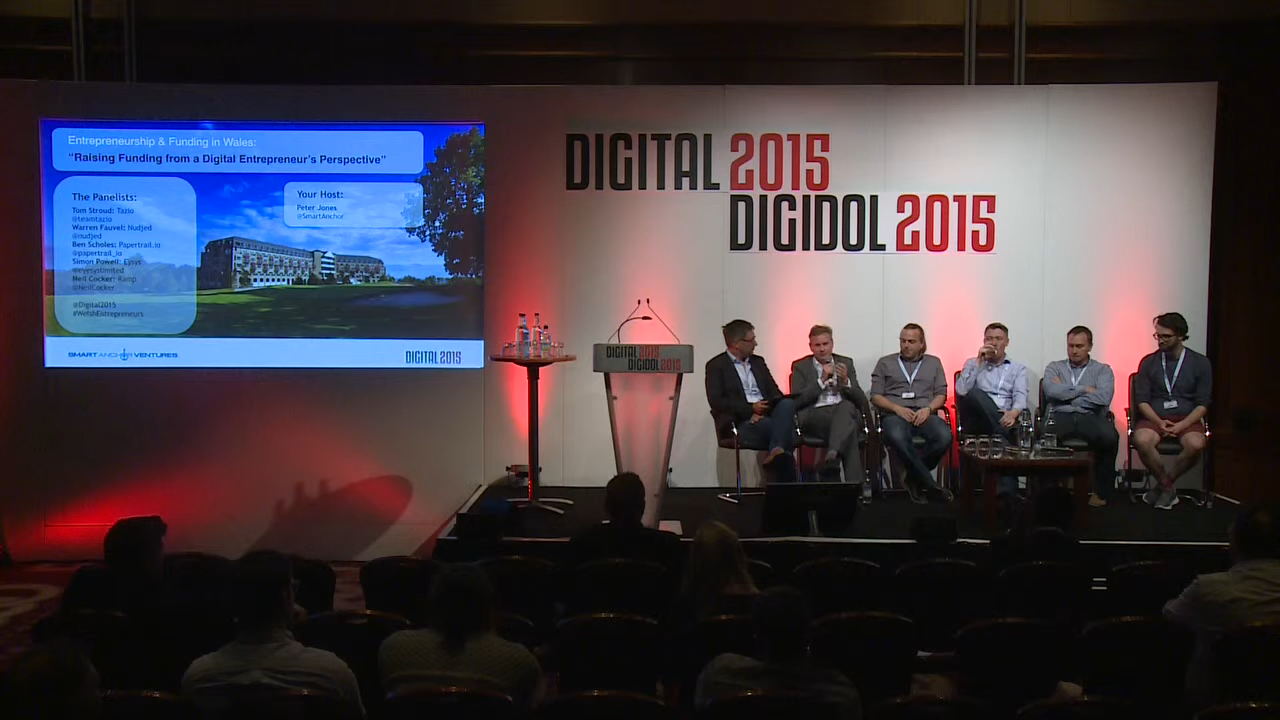 Entrepreneurship & Funding in Wales:
"Raising Funding from a Digital Entrepreneur's Perspective"
The Panelists:
Tom Stroud: Tazio
@teamtazio
Warren Fauvel: Nudjed
@nudjed
Ben Scholes: Papertrail.io
@papertrail_io
Simon Powell: Eysys
@eyesyslimited
Neil Cocker: Ramp
@NeilCocker
@Digital2015
#WelshEntrepreneurs
Your Host:
Peter Jones
@SmartAnchor
SMART ANCHOR VENTURES
DIGITAL 2015
DIGITAL 2015
DIGIDOL 2015
DIGITAL 2015
DIGIDOL 2015